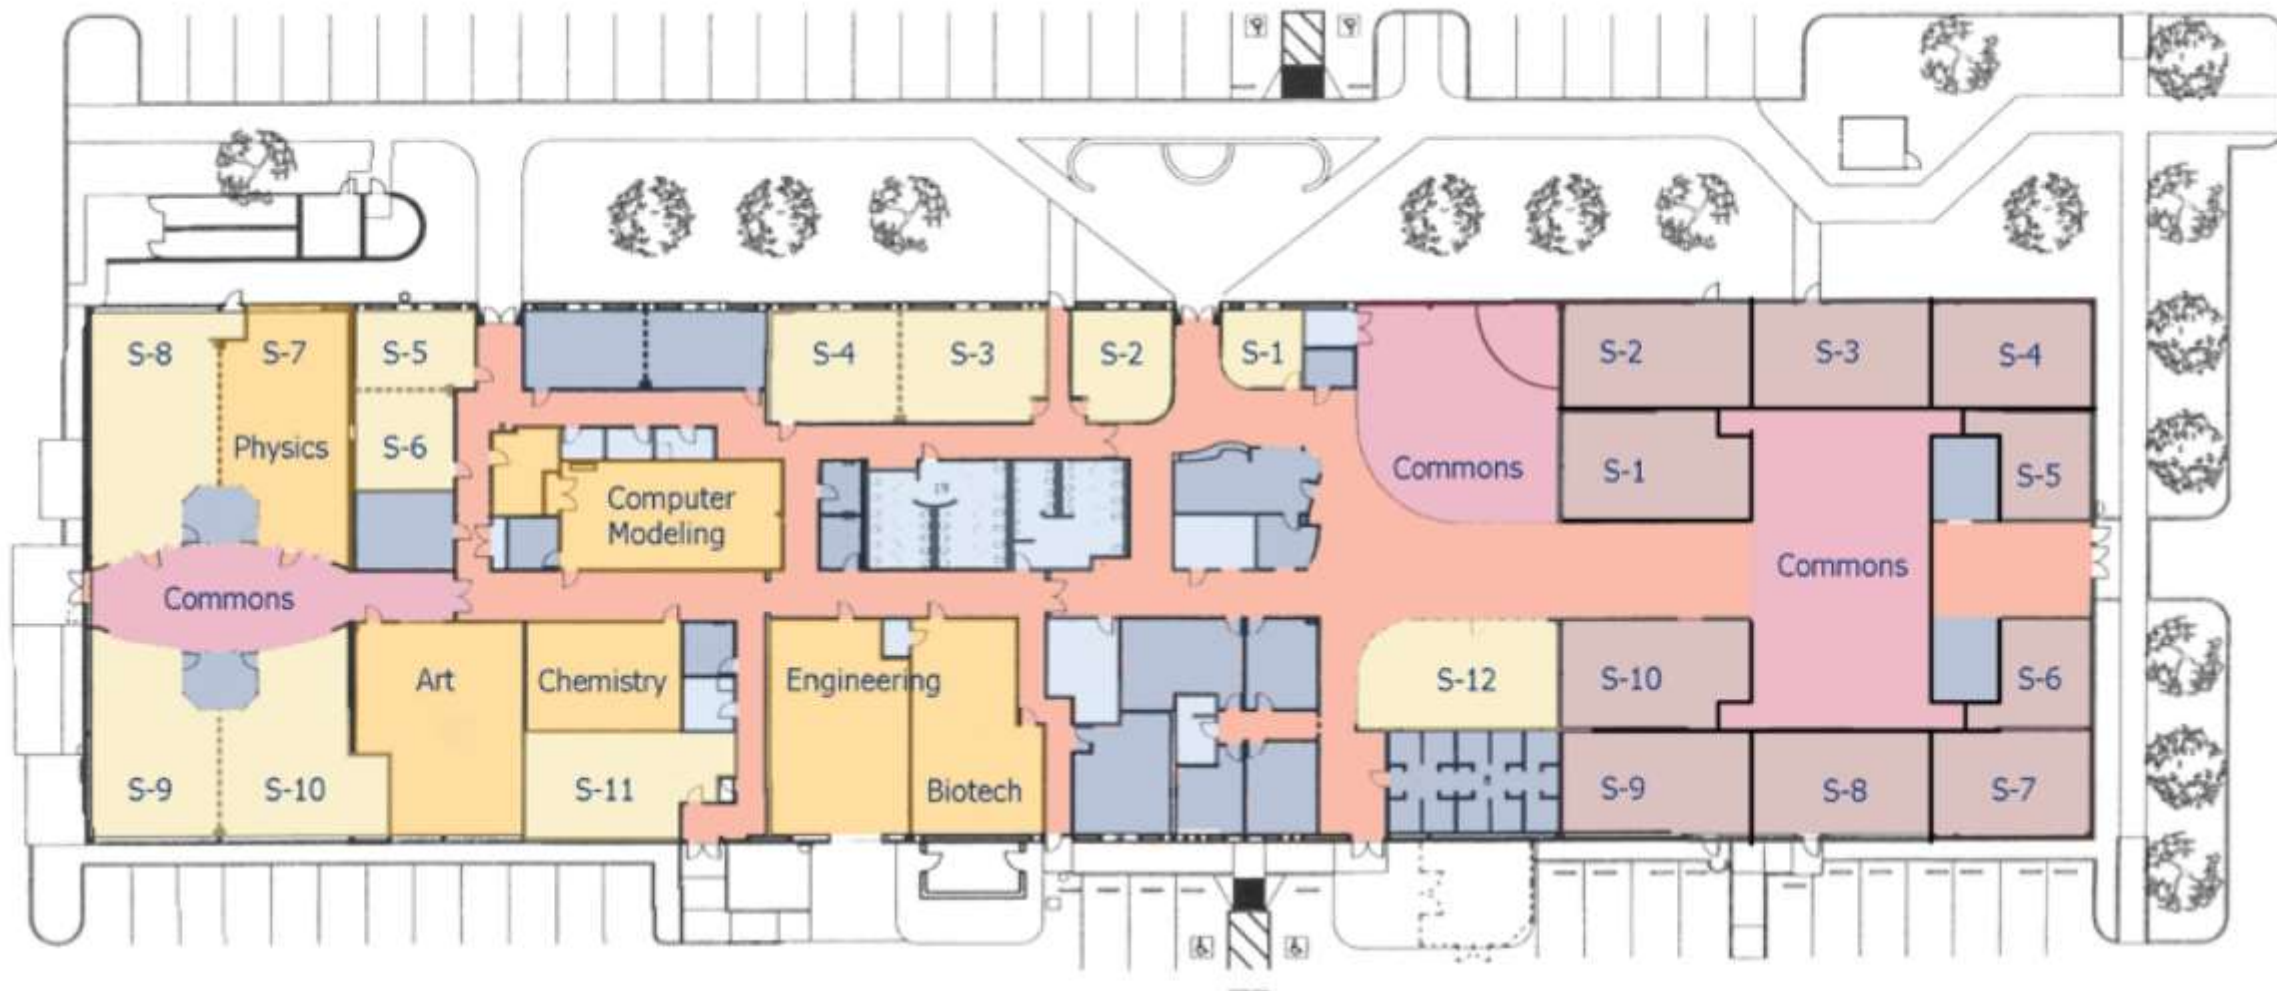 S-8
S-7
S-5
S-4
S-3
S-2
S-1
S-2
S-3
S-4
Physics
S-6
Computer
Modeling
Commons
S-1
S-5
Commons
Commons
Art
Chemistry
Engineering
S-12
S-10
S-6
S-9
S-10
S-11
Biotech
S-9
S-8
S-7